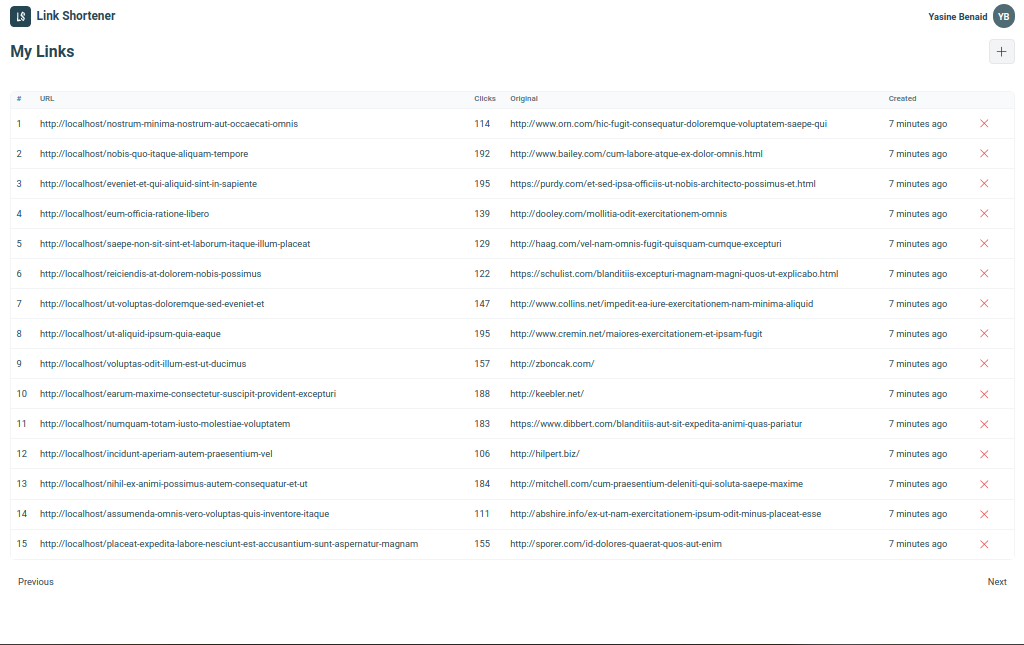 LS Link Shortener Yasine Benaid YB
My Links
# URL Clicks Original Created
1 http://localhost/nostrum-minima-nostrum-aut-occaecati-omnis 114 http://www.orn.com/hic-fugit-consequatur-doloremque-voluptatem-saepe-qui 7 minutes ago
2 http://localhost/nobis-quo-itaque-aliquam-tempore 192 http://www.bailey.com/cum-labore-atque-ex-dolor-omnis.html 7 minutes ago
3 http://localhost/eveniet-et-qui-aliquid-sint-in-sapiente 195 https://purdy.com/et-sed-ipsa-officiis-ut-nobis-architecto-possimus-et.html 7 minutes ago
4 http://localhost/eum-officia-ratione-libero 139 http://dooley.com/mollitia-odit-exercitationem-omnis 7 minutes ago
5 http://localhost/saepe-non-sit-sint-et-laborum-itaque-illum-placeat 129 http://haag.com/vel-nam-omnis-fugit-quisquam-cumque-excepturi 7 minutes ago
6 http://localhost/reiciendis-at-dolorem-nobis-possimus 122 https://schulist.com/blanditiis-excepturi-magnam-magni-quos-ut-explicabo.html 7 minutes ago
7 http://localhost/ut-voluptas-doloremque-sed-eveniet-et 147 http://www.collins.net/impedit-ea-iure-exercitationem-nam-minima-aliquid 7 minutes ago
8 http://localhost/ut-aliquid-ipsum-quia-eaque 195 http://www.cremin.net/maiores-exercitationem-et-ipsam-fugit 7 minutes ago
9 http://localhost/voluptas-odit-illum-est-ut-ducimus 157 http://zboncak.com/ 7 minutes ago
10 http://localhost/earum-maxime-consectetur-suscipit-provident-excepturi 188 http://keebler.net/ 7 minutes ago
11 http://localhost/numquam-totam-iusto-molestiae-voluptatem 183 https://www.dibbert.com/blanditiis-aut-sit-expedita-animi-quas-pariatur 7 minutes ago
12 http://localhost/incidunt-aperiam-autem-praesentium-vel 106 http://hilpert.biz/ 7 minutes ago
13 http://localhost/nihil-ex-animi-possimus-autem-consequatur-et-ut 184 http://mitchell.com/cum-praesentium-deleniti-qui-soluta-saepe-maxime 7 minutes ago
14 http://localhost/assumenda-omnis-vero-voluptas-quis-inventore-itaque 111 http://abshire.info/ex-ut-nam-exercitationem-ipsum-odit-minus-placeat-esse 7 minutes ago
15 http://localhost/placeat-expedita-labore-nesciunt-est-accusantium-sunt-aspernatur-magnam 155 http://sporer.com/id-dolores-quaerat-quos-aut-enim 7 minutes ago
Previous Next